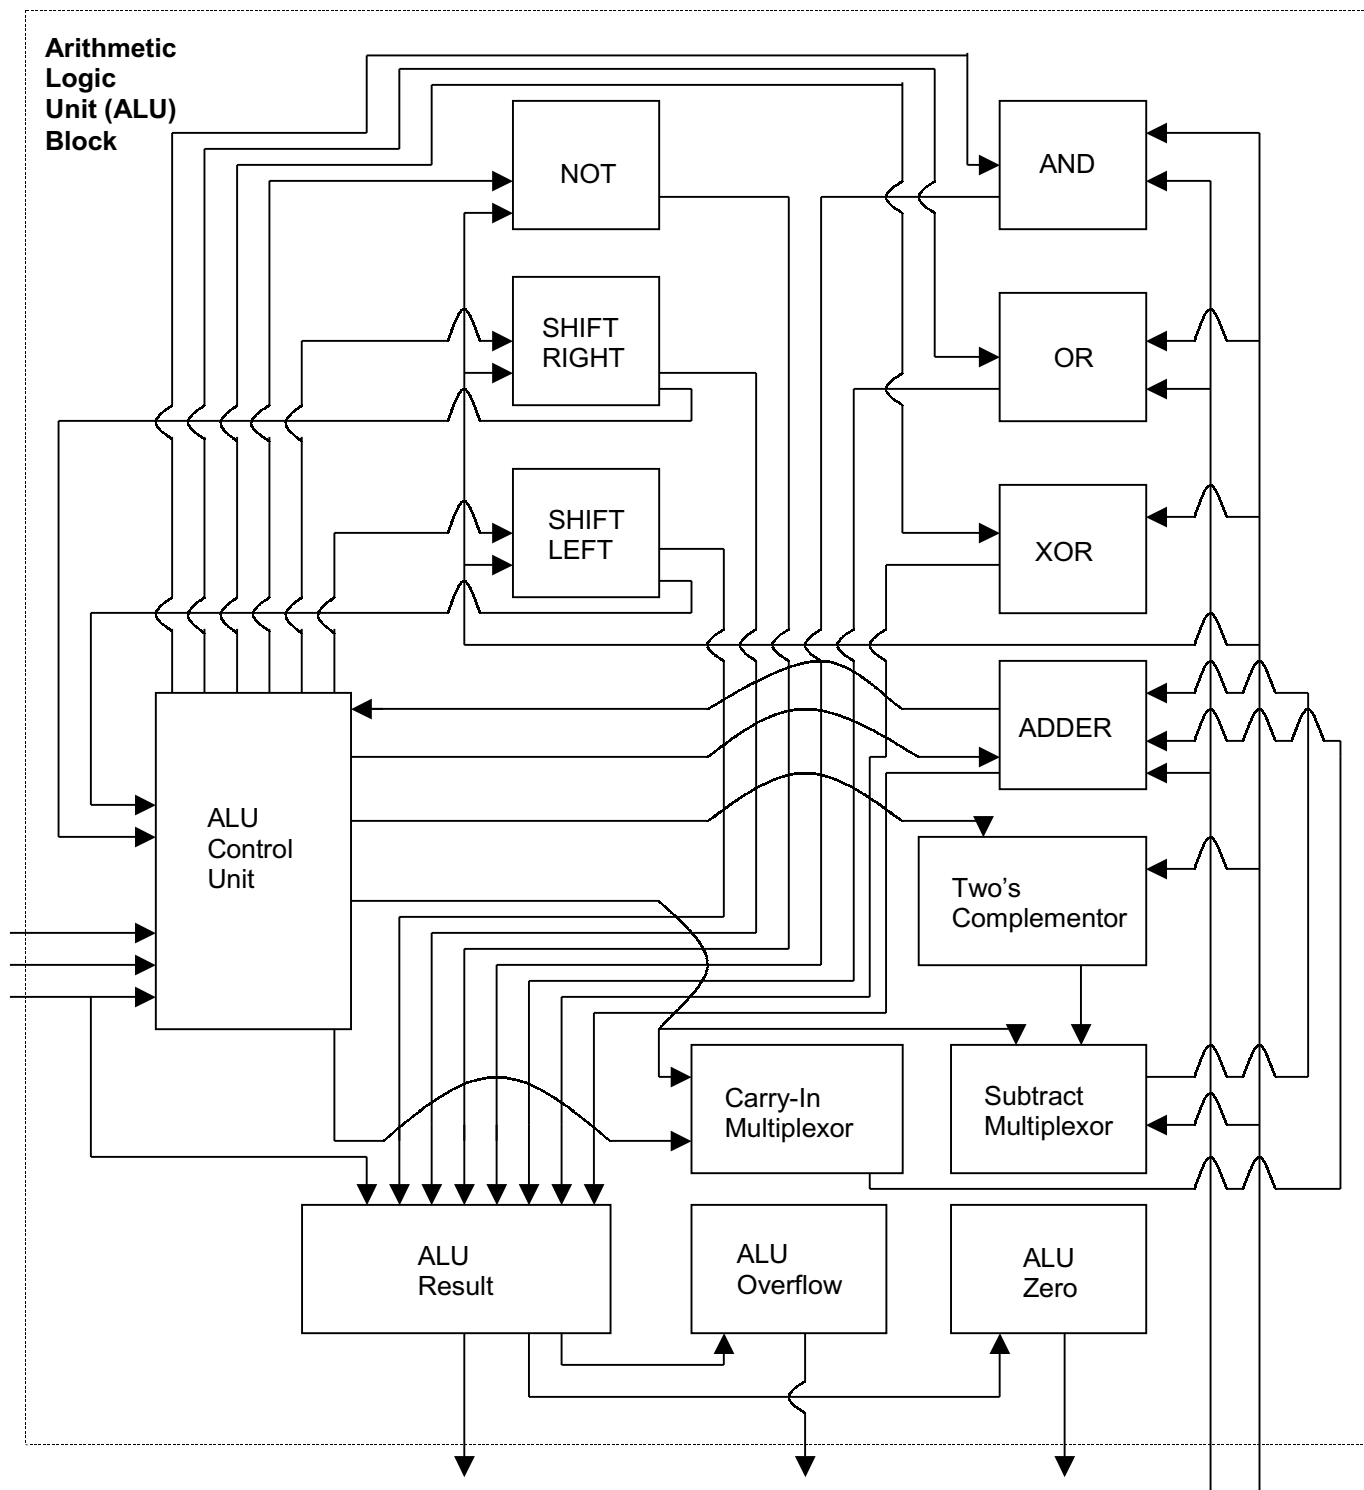 Arithmetic
Logic
Unit (ALU)
Block
NOT
AND
SHIFT
RIGHT
OR
SHIFT
LEFT
XOR
ADDER
ALU
Control
Unit
Two’s
Complementor
Carry-In
Multiplexor
Subtract
Multiplexor
ALU
Result
ALU
Overflow
ALU
Zero